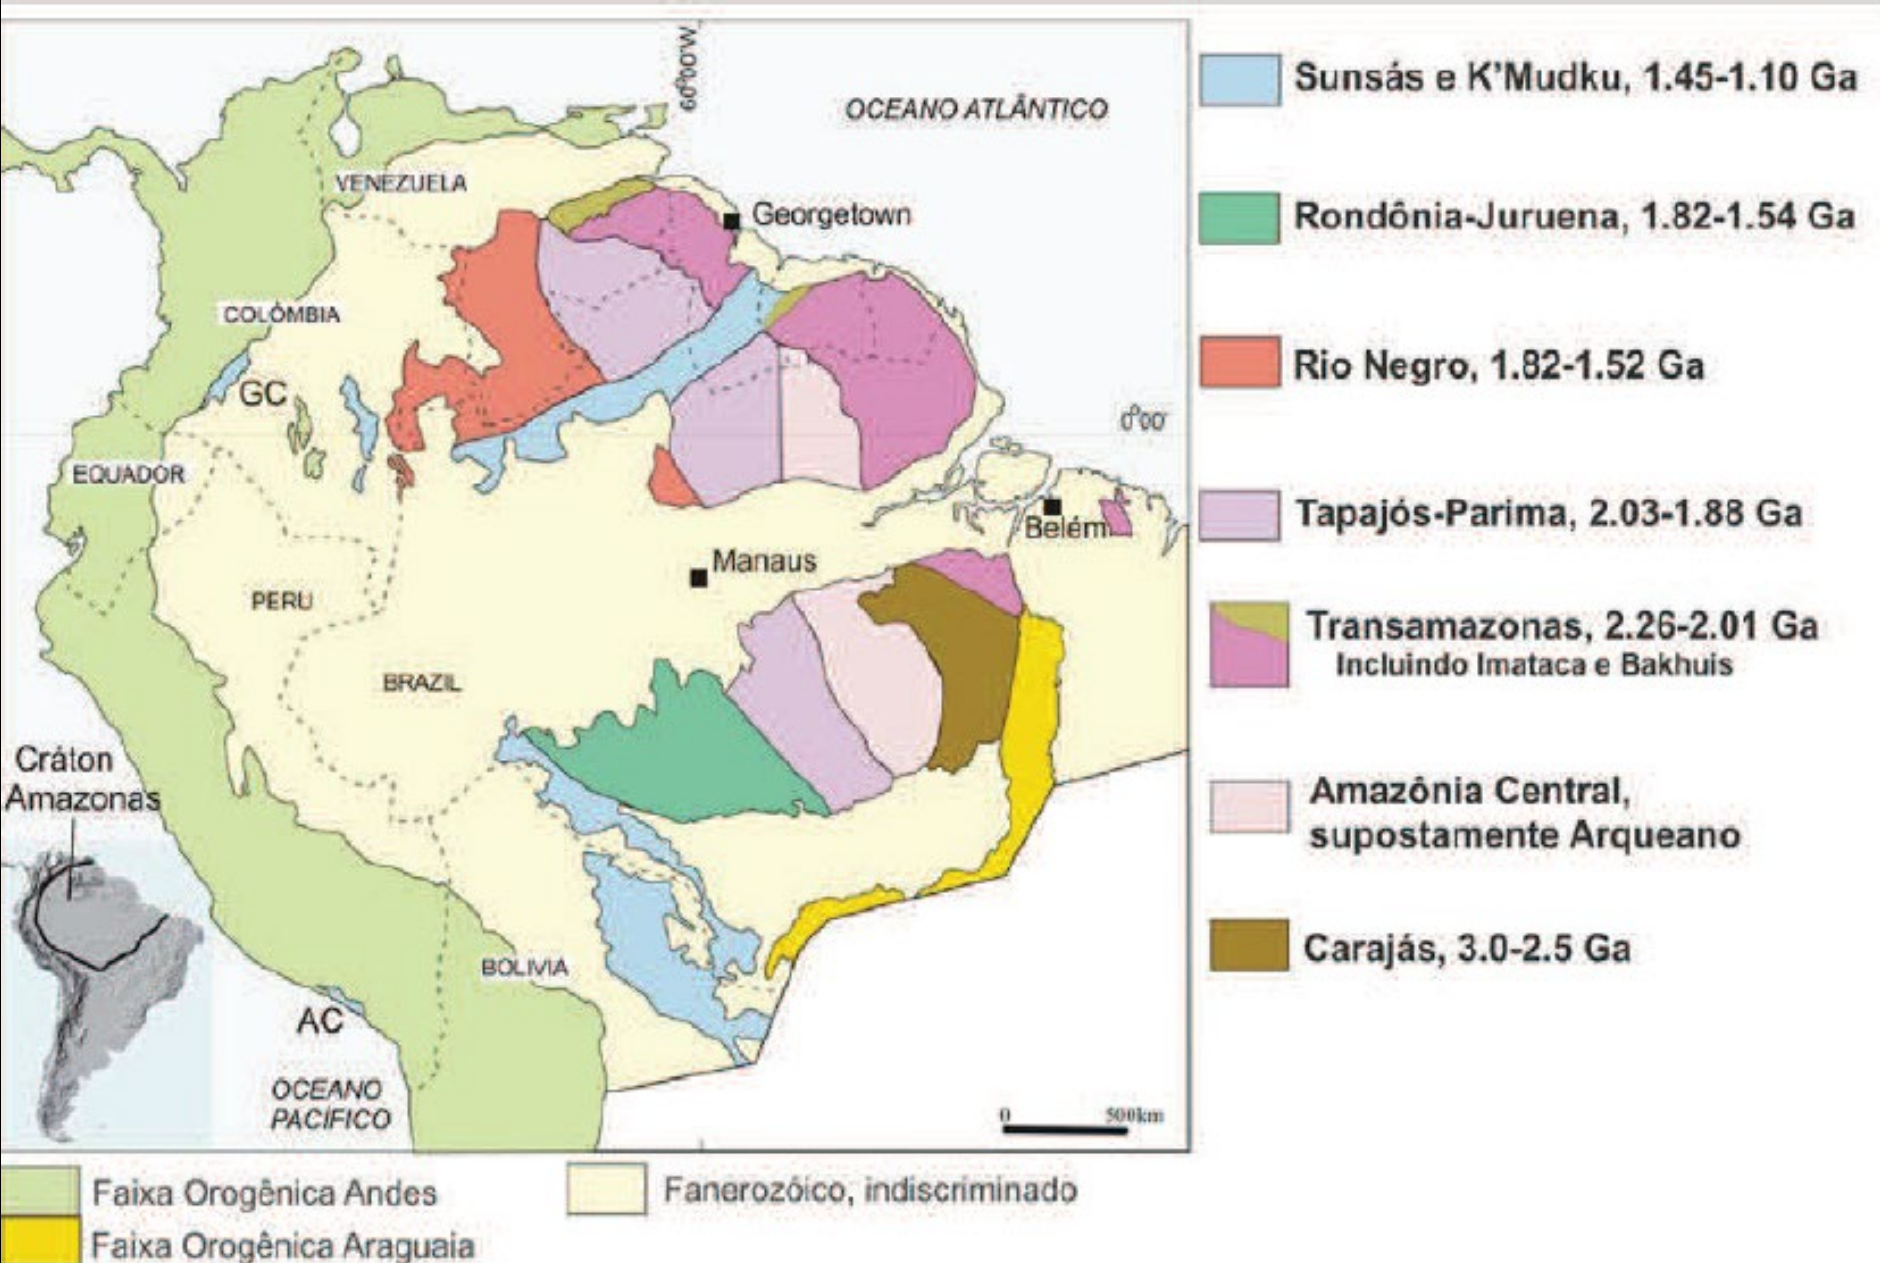 60°00'W
OCEANO ATLÂNTICO
VENEZUELA
Georgetown
COLÔMBIA
GC
0°00'
EQUADOR
Belém
Manaus
PERU
BRAZIL
Cráton
Amazonas
BOLIVIA
AC
OCEANO
PACÍFICO
0 500km
Sunsás e K'Mudku, 1.45-1.10 Ga
Rondônia-Juruena, 1.82-1.54 Ga
Rio Negro, 1.82-1.52 Ga
Tapajós-Parima, 2.03-1.88 Ga
Transamazonas, 2.26-2.01 Ga
Incluindo Imataca e Bakhuis
Amazônia Central,
supostamente Arqueano
Carajás, 3.0-2.5 Ga
Faixa Orogênica Andes
Fanerozóico, indiscriminado
Faixa Orogênica Araguaia